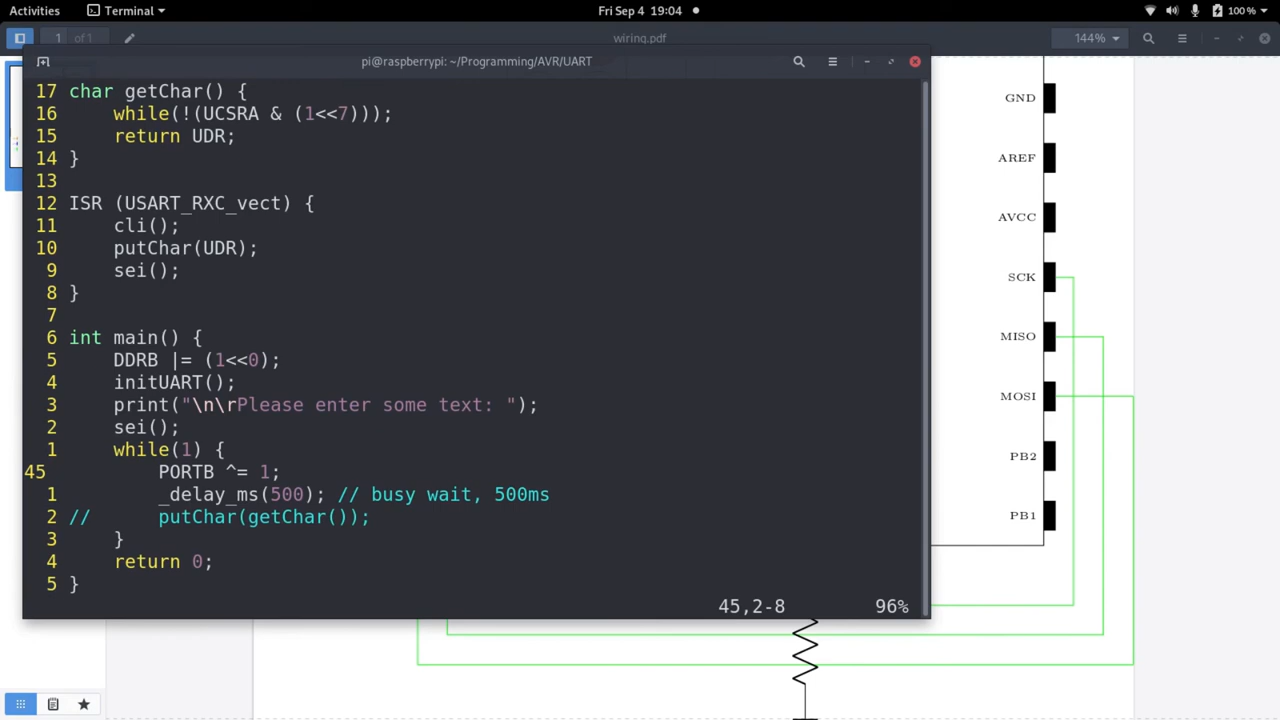 Activities Terminal Fri Sep 4 19:04 100 %
1 of 1 wiring.pdf 144%
pi@raspberrypi: ~/Programming/AVR/UART
17 char getChar() {
16     while(!(UCSRA & (1<<7)));
15     return UDR;
14 }
13
12 ISR (USART_RXC_vect) {
11     cli();
10     putChar(UDR);
9     sei();
8 }
7
6 int main() {
5     DDRB |= (1<<0);
4     initUART();
3     print("\n\rPlease enter some text: ");
2     sei();
1     while(1) {
45         PORTB ^= 1;
1         _delay_ms(500); // busy wait, 500ms
2 //      putChar(getChar());
3     }
4     return 0;
5 }
45,2-8 96%
GND
AREF
AVCC
SCK
MISO
MOSI
PB2
PB1